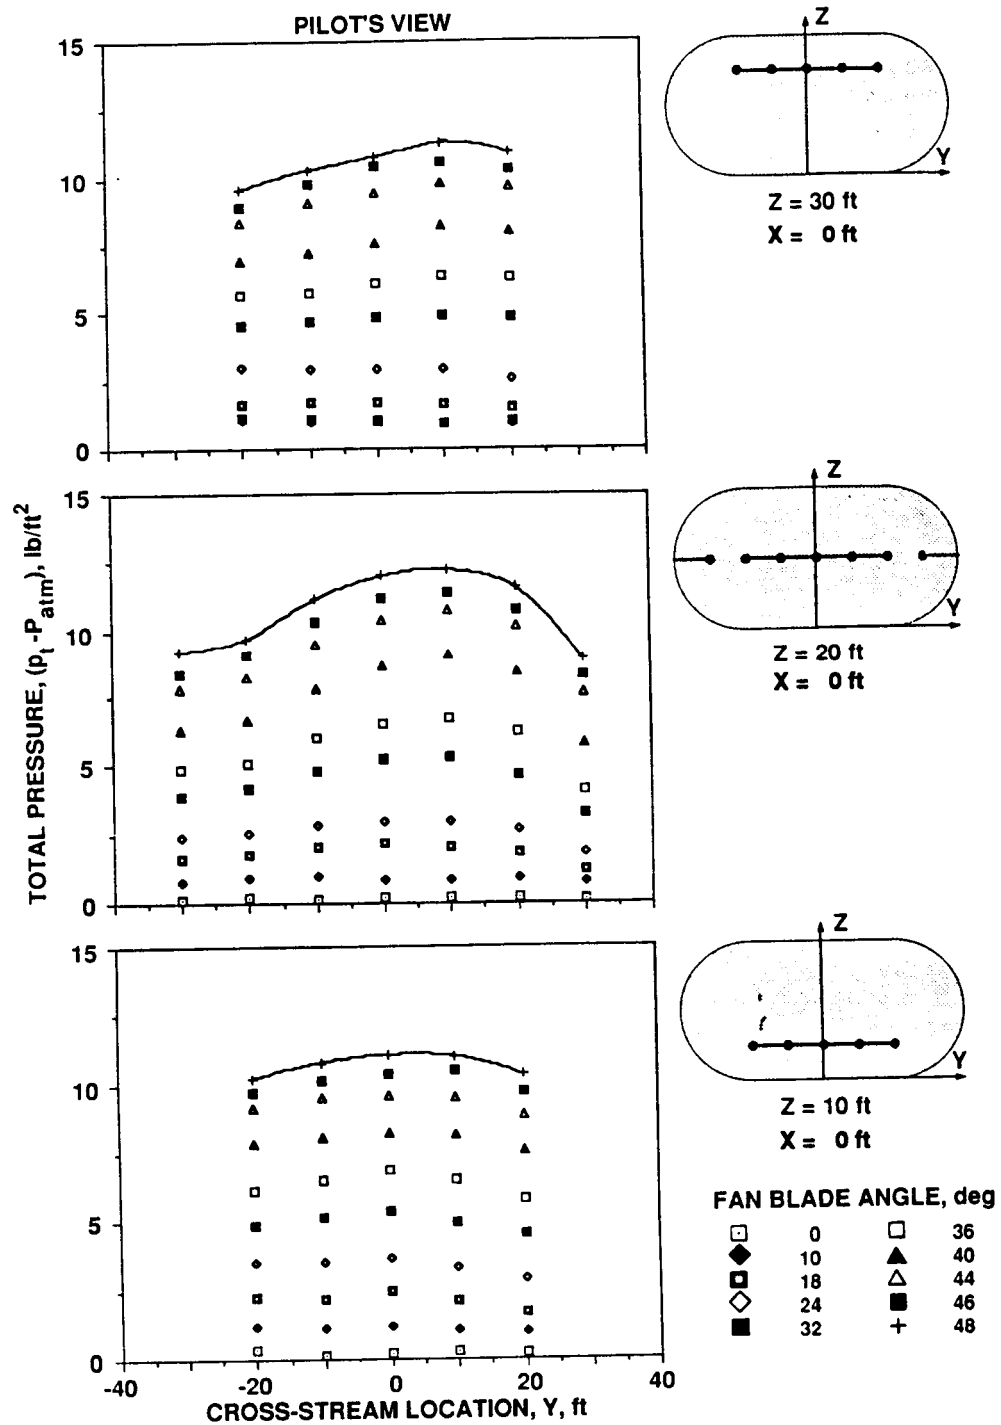 PILOT'S VIEW
15
10
5
0
Z
Y
Z = 30 ft
X = 0 ft
TOTAL PRESSURE, (pt -Patm), lb/ft2
15
10
5
0
Z
Y
Z = 20 ft
X = 0 ft
15
10
5
0
-40
-20
0
20
40
CROSS-STREAM LOCATION, Y, ft
Z
Y
Z = 10 ft
X = 0 ft
FAN BLADE ANGLE, deg
0 36
10 40
18 44
24 46
32 48